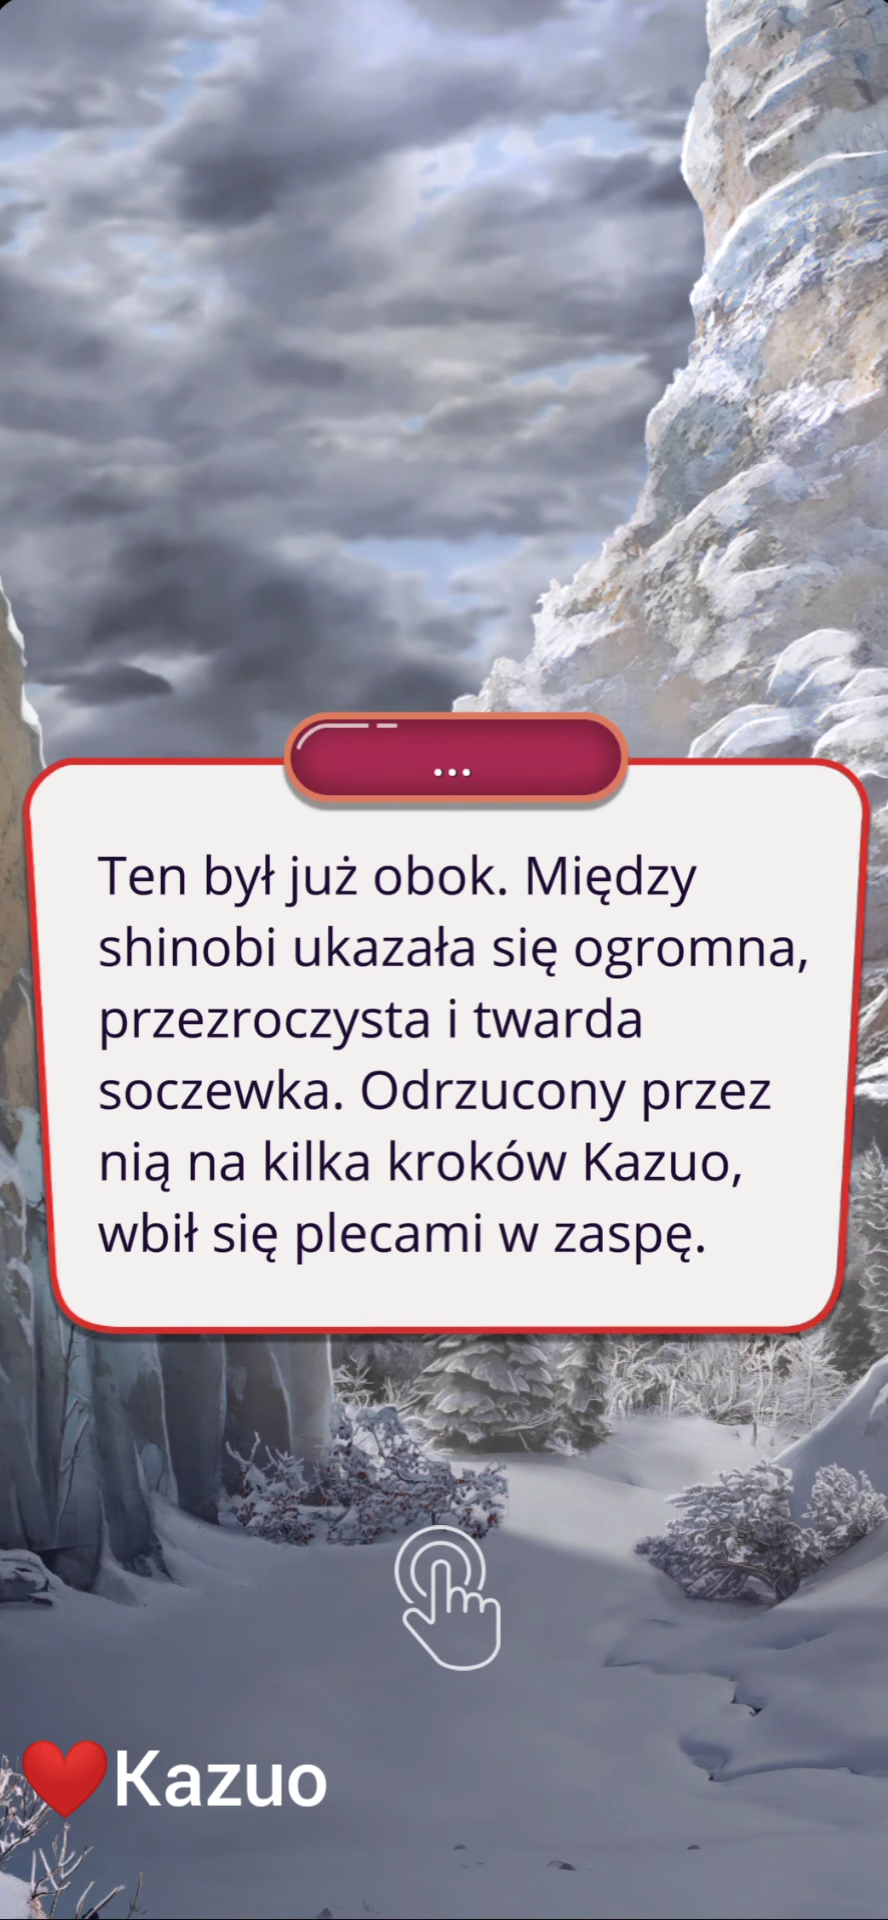 ...
Ten był już obok. Między
shinobi ukazała się ogromna,
przezroczysta i twarda
soczewka. Odrzucony przez
nią na kilka kroków Kazuo,
wbił się plecami w zaspę.
❤️Kazuo